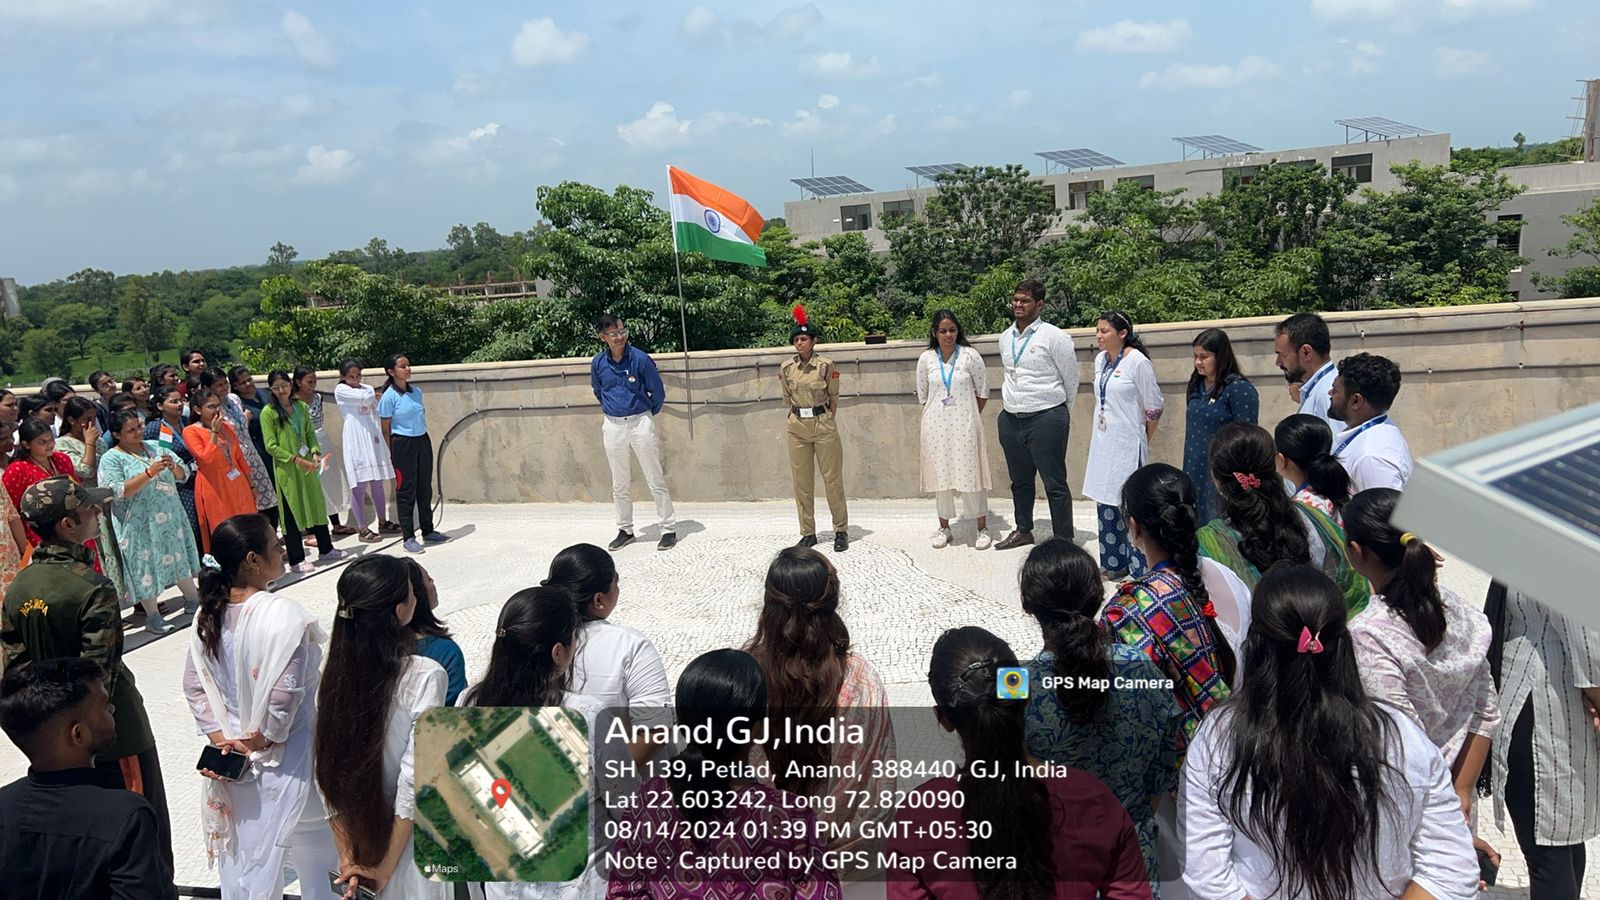 GPS Map Camera
Anand,GJ,India
SH 139, Petlad, Anand, 388440, GJ, India
Lat 22.603242, Long 72.820090
08/14/2024 01:39 PM GMT+05:30
Note : Captured by GPS Map Camera
Maps